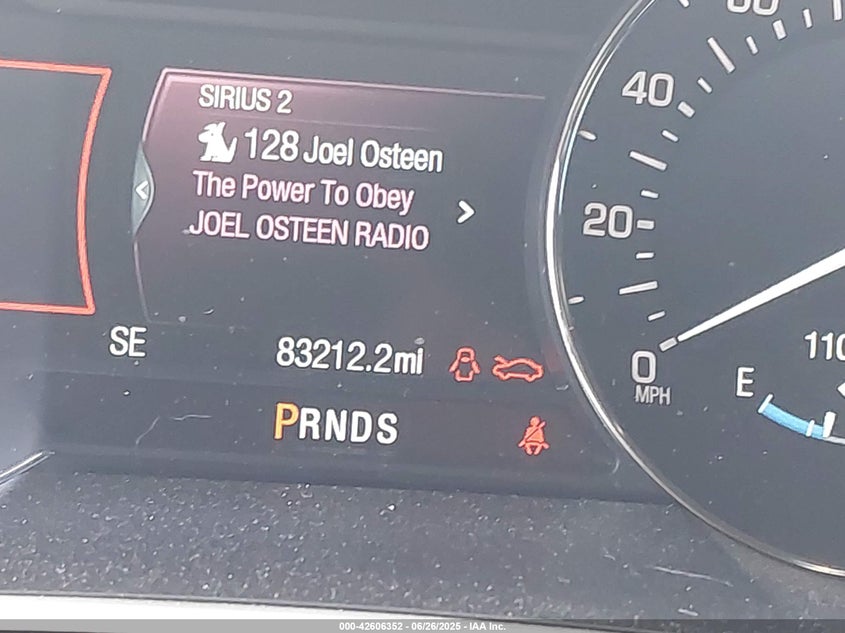 SIRIUS 2
128 Joel Osteen
The Power To Obey
JOEL OSTEEN RADIO
SE
83212.2mi
PRNDS
40
20
0
MPH
E
110
000-42606352 - 06/26/2025 - IAA Inc.